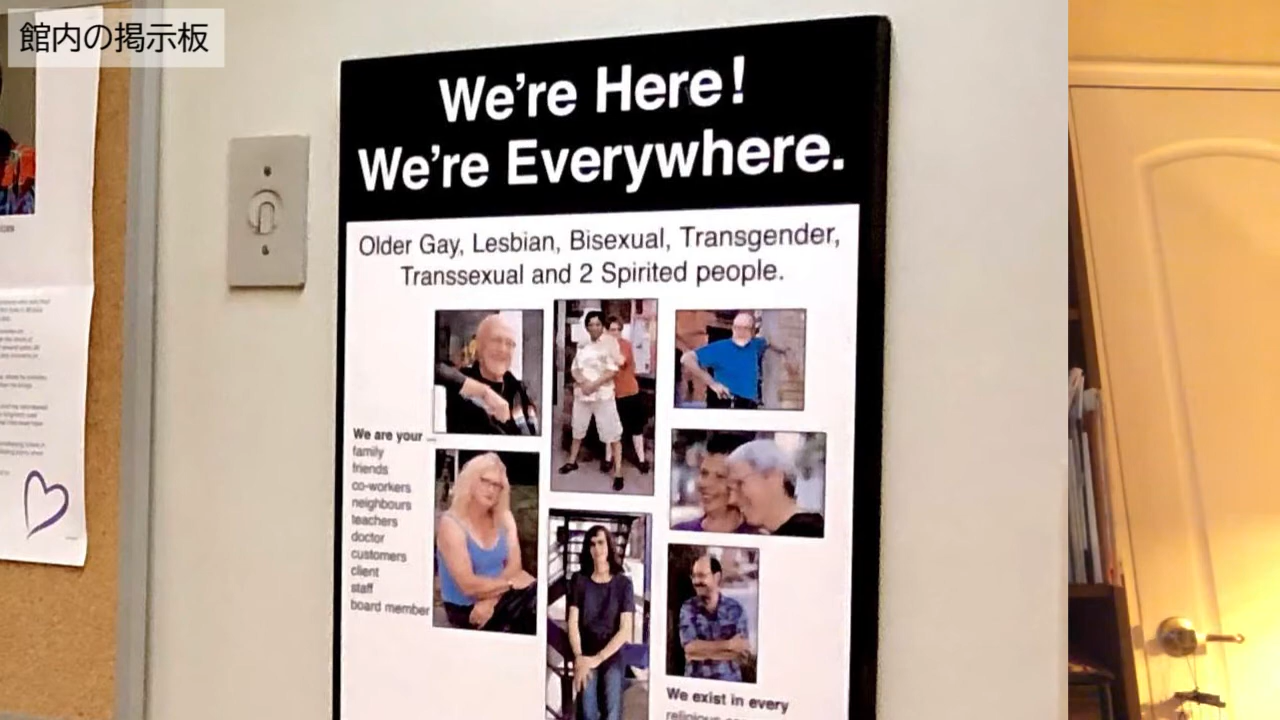 館内の掲示板
We're Here!
We're Everywhere.
Older Gay, Lesbian, Bisexual, Transgender,
Transsexual and 2 Spirited people.
We are your
family
friends
co-workers
neighbours
teachers
doctor
customers
client
staff
board member
We exist in every